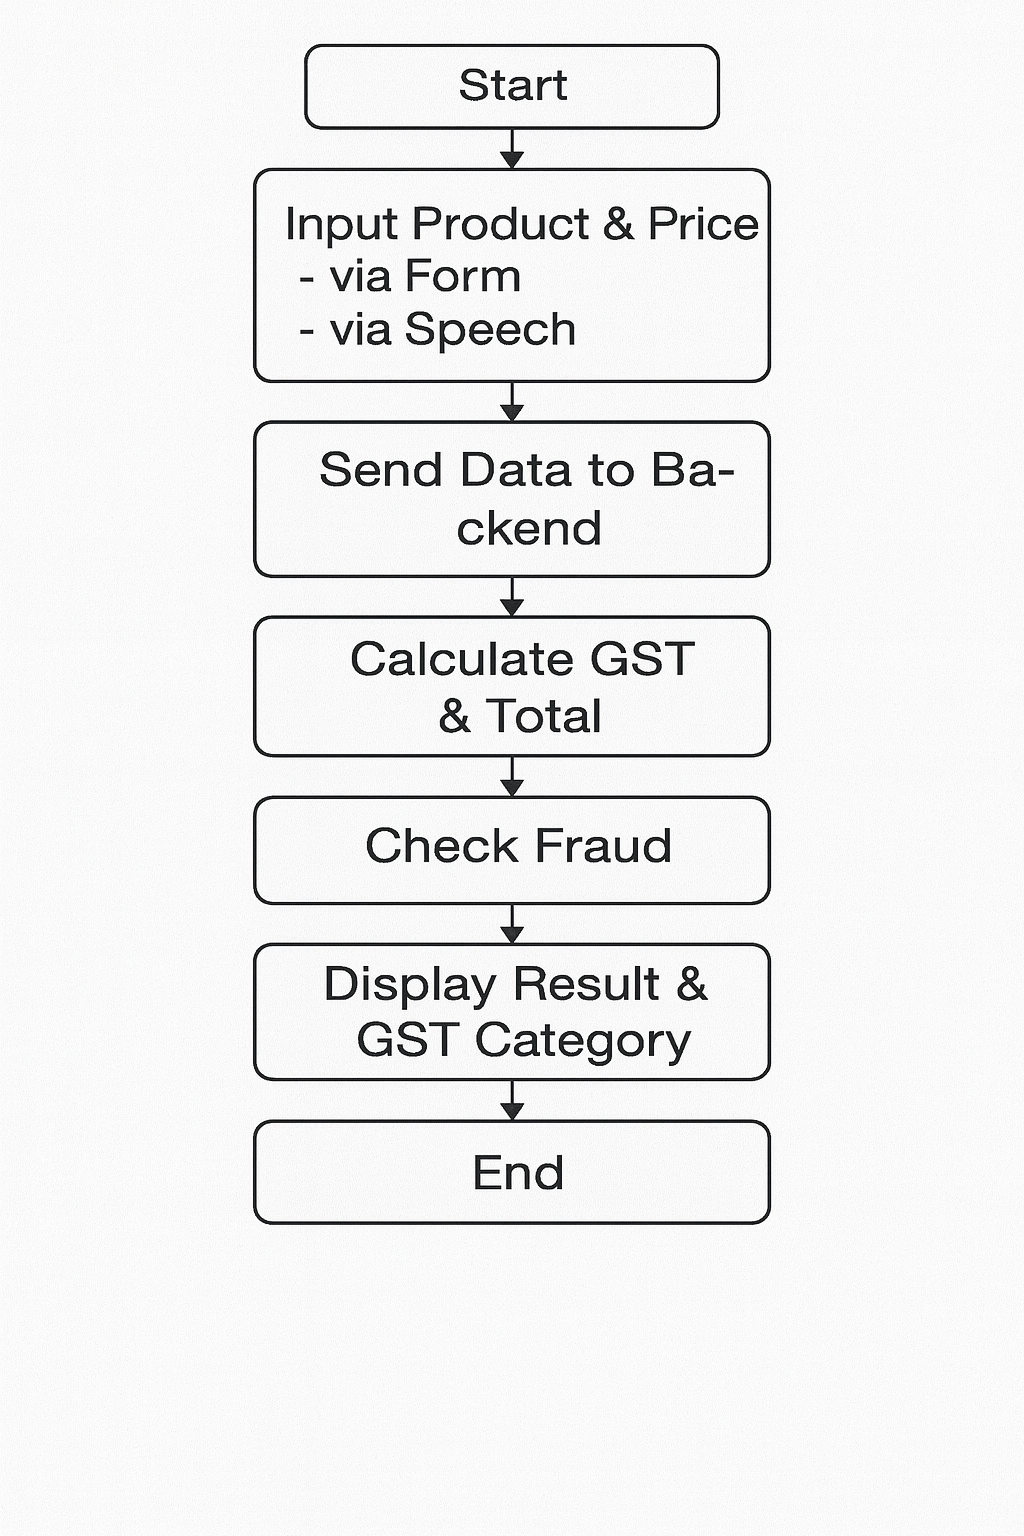 Start
Input Product & Price
- via Form
- via Speech
Send Data to Ba-
ckend
Calculate GST
& Total
Check Fraud
Display Result &
GST Category
End